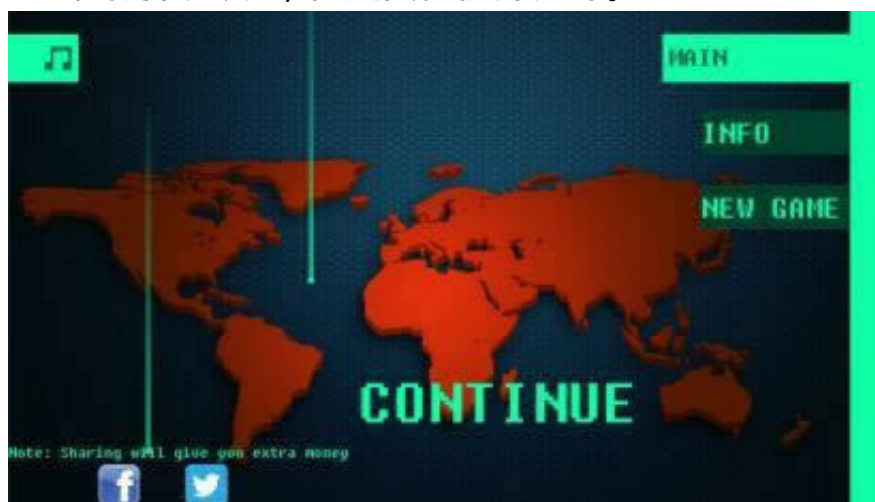 MAIN
INFO
NEW GAME
CONTINUE
Note: Sharing will give you extra money